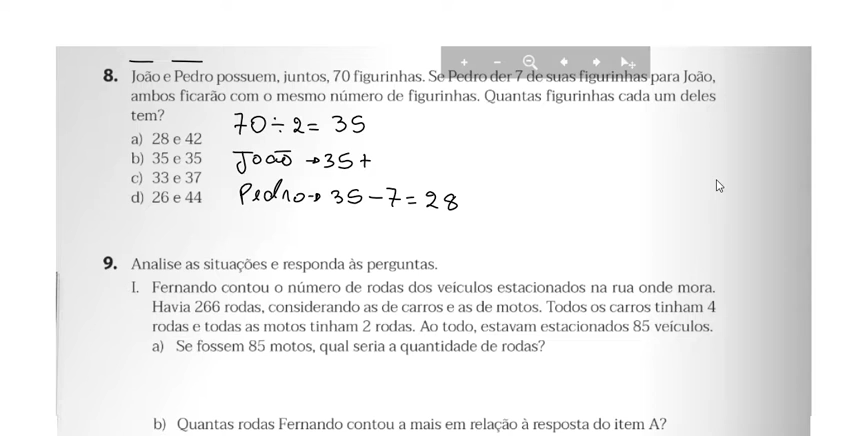 8. João e Pedro possuem, juntos, 70 figurinhas. Se Pedro der 7 de suas figurinhas para João,
ambos ficarão com o mesmo número de figurinhas. Quantas figurinhas cada um deles
tem?
70 ÷ 2 = 35
a) 28 e 42
b) 35 e 35
João → 35 +
c) 33 e 37
d) 26 e 44
Pedro → 35 - 7 = 28
9. Analise as situações e responda às perguntas.
I. Fernando contou o número de rodas dos veículos estacionados na rua onde mora.
Havia 266 rodas, considerando as de carros e as de motos. Todos os carros tinham 4
rodas e todas as motos tinham 2 rodas. Ao todo, estavam estacionados 85 veículos.
a) Se fossem 85 motos, qual seria a quantidade de rodas?
b) Quantas rodas Fernando contou a mais em relação à resposta do item A?